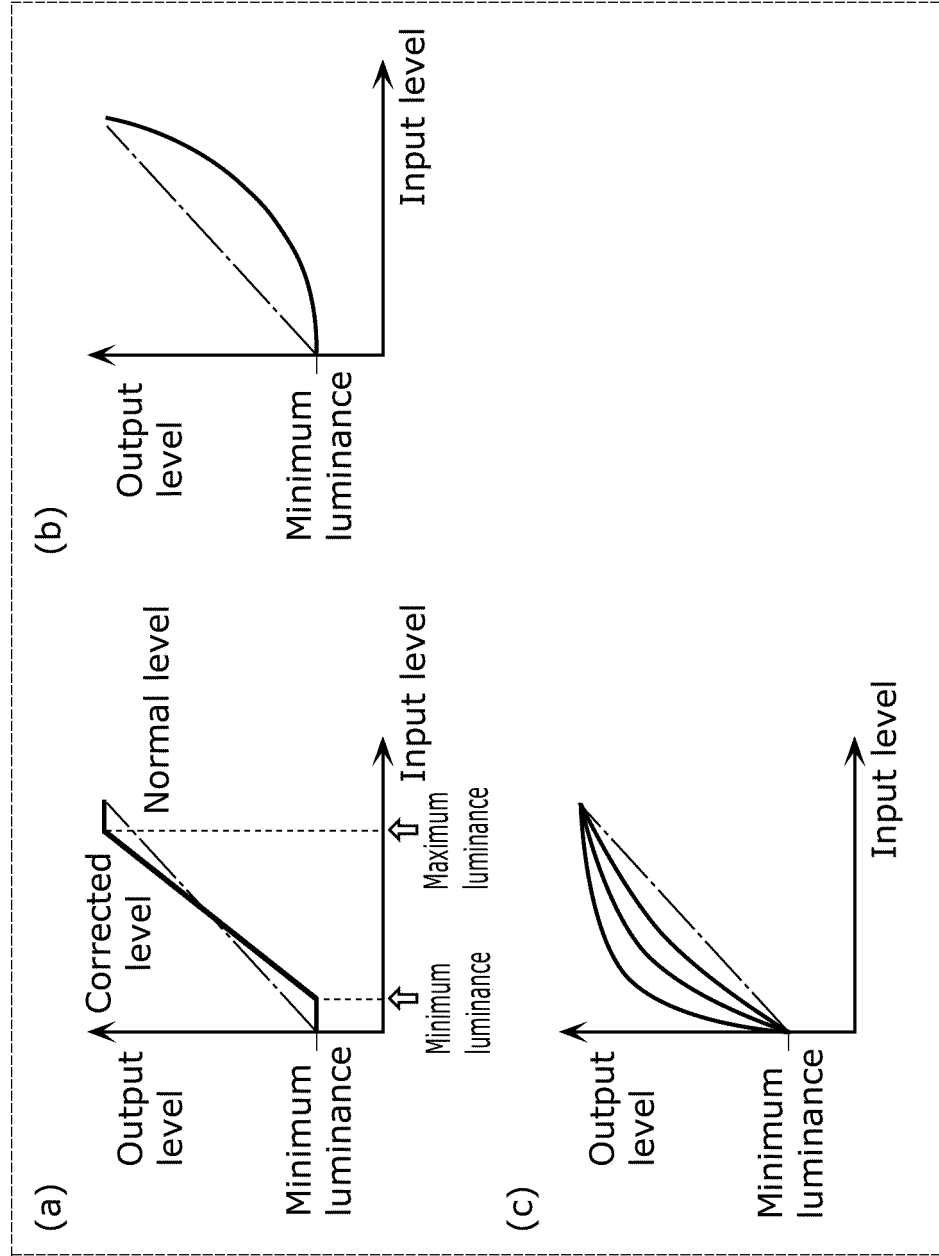 (a)
Output
level
Corrected
level
Normal level
Minimum
luminance
Input level
Minimum
luminance
Maximum
luminance
(b)
Output
level
Minimum
luminance
Input level
(c)
Output
level
Minimum
luminance
Input level